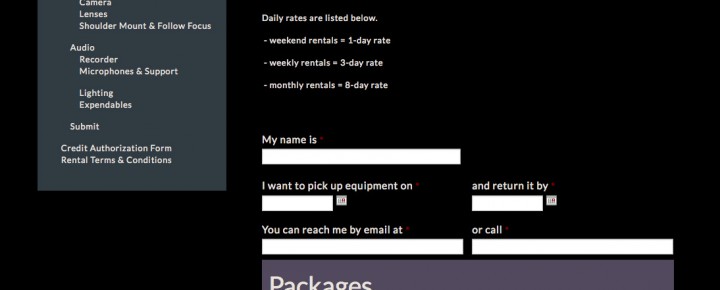 Camera
Lenses
Shoulder Mount & Follow Focus
Audio
Recorder
Microphones & Support
Lighting
Expendables
Submit
Credit Authorization Form
Rental Terms & Conditions
Daily rates are listed below.
- weekend rentals = 1-day rate
- weekly rentals = 3-day rate
- monthly rentals = 8-day rate
My name is *
I want to pick up equipment on *
and return it by *
You can reach me by email at *
or call *
Packages